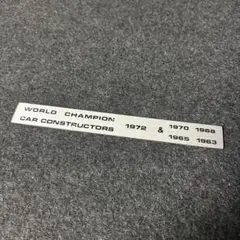 WORLD CHAMPION
CAR CONSTRUCTORS 1972 & 1970 1968
1965 1963